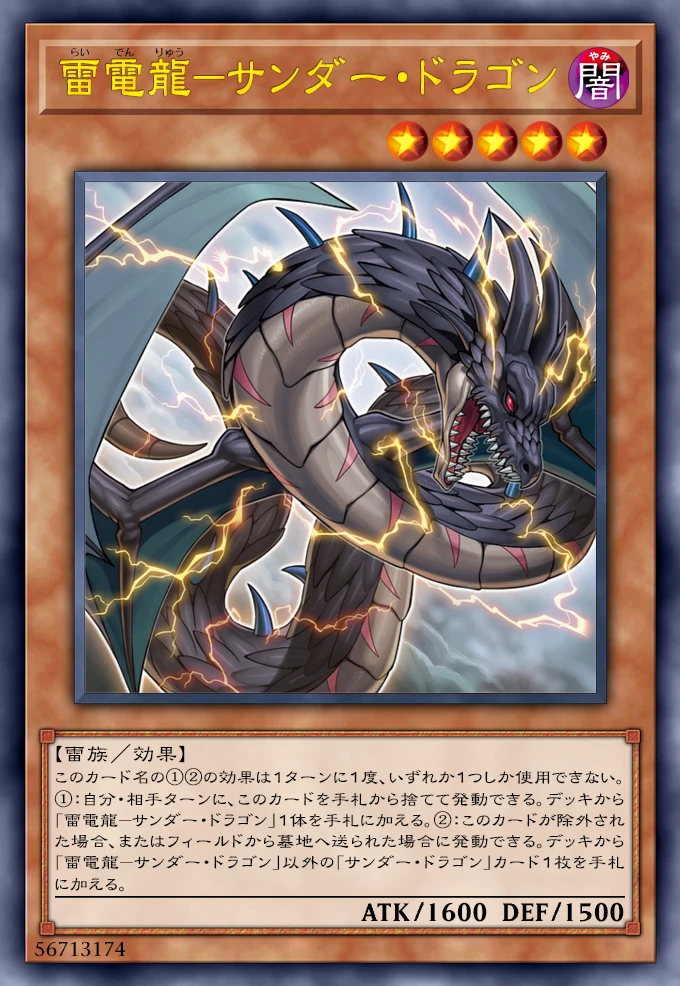 らい でん りゅう
雷電龍－サンダー・ドラゴン
やみ
闇
【雷族／効果】
このカード名の①②の効果は1ターンに1度、いずれか1つしか使用できない。
①：自分・相手ターンに、このカードを手札から捨てて発動できる。デッキから
「雷電龍－サンダー・ドラゴン」1体を手札に加える。②：このカードが除外され
た場合、またはフィールドから墓地へ送られた場合に発動できる。デッキから
「雷電龍－サンダー・ドラゴン」以外の「サンダー・ドラゴン」カード1枚を手札
に加える。
ATK/1600 DEF/1500
56713174